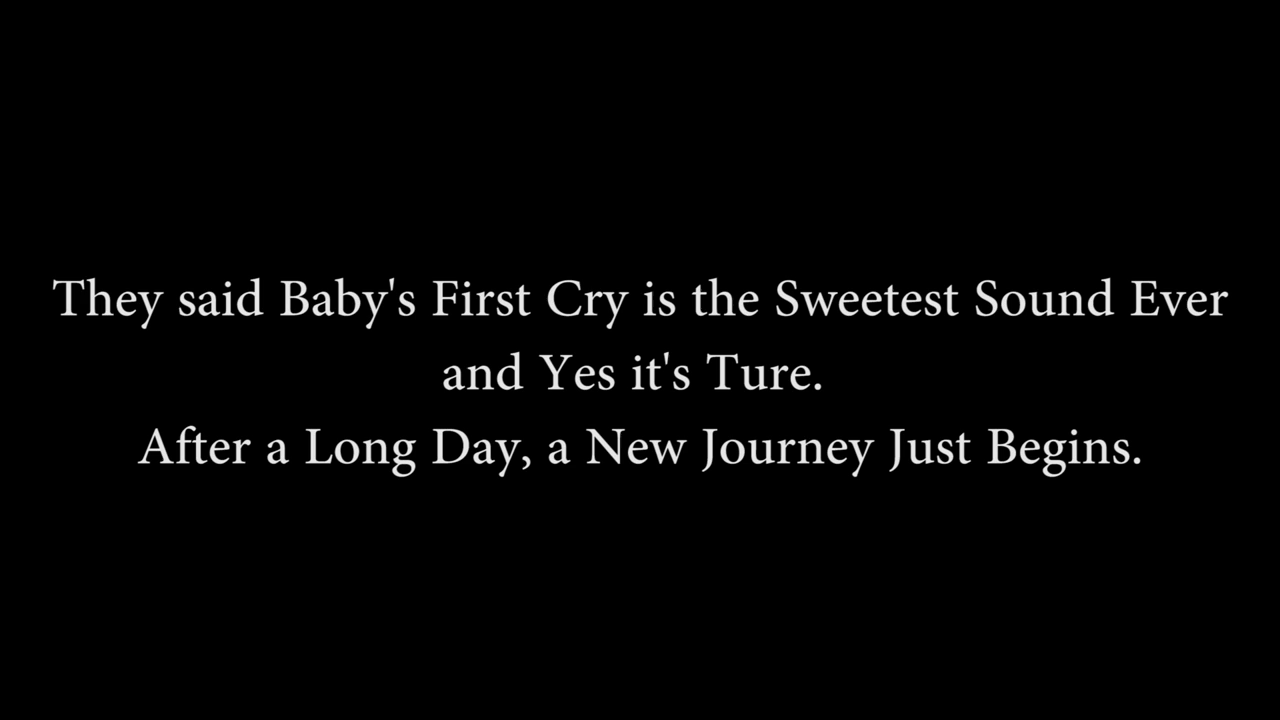 They said Baby's First Cry is the Sweetest Sound Ever
and Yes it's Ture.
After a Long Day, a New Journey Just Begins.